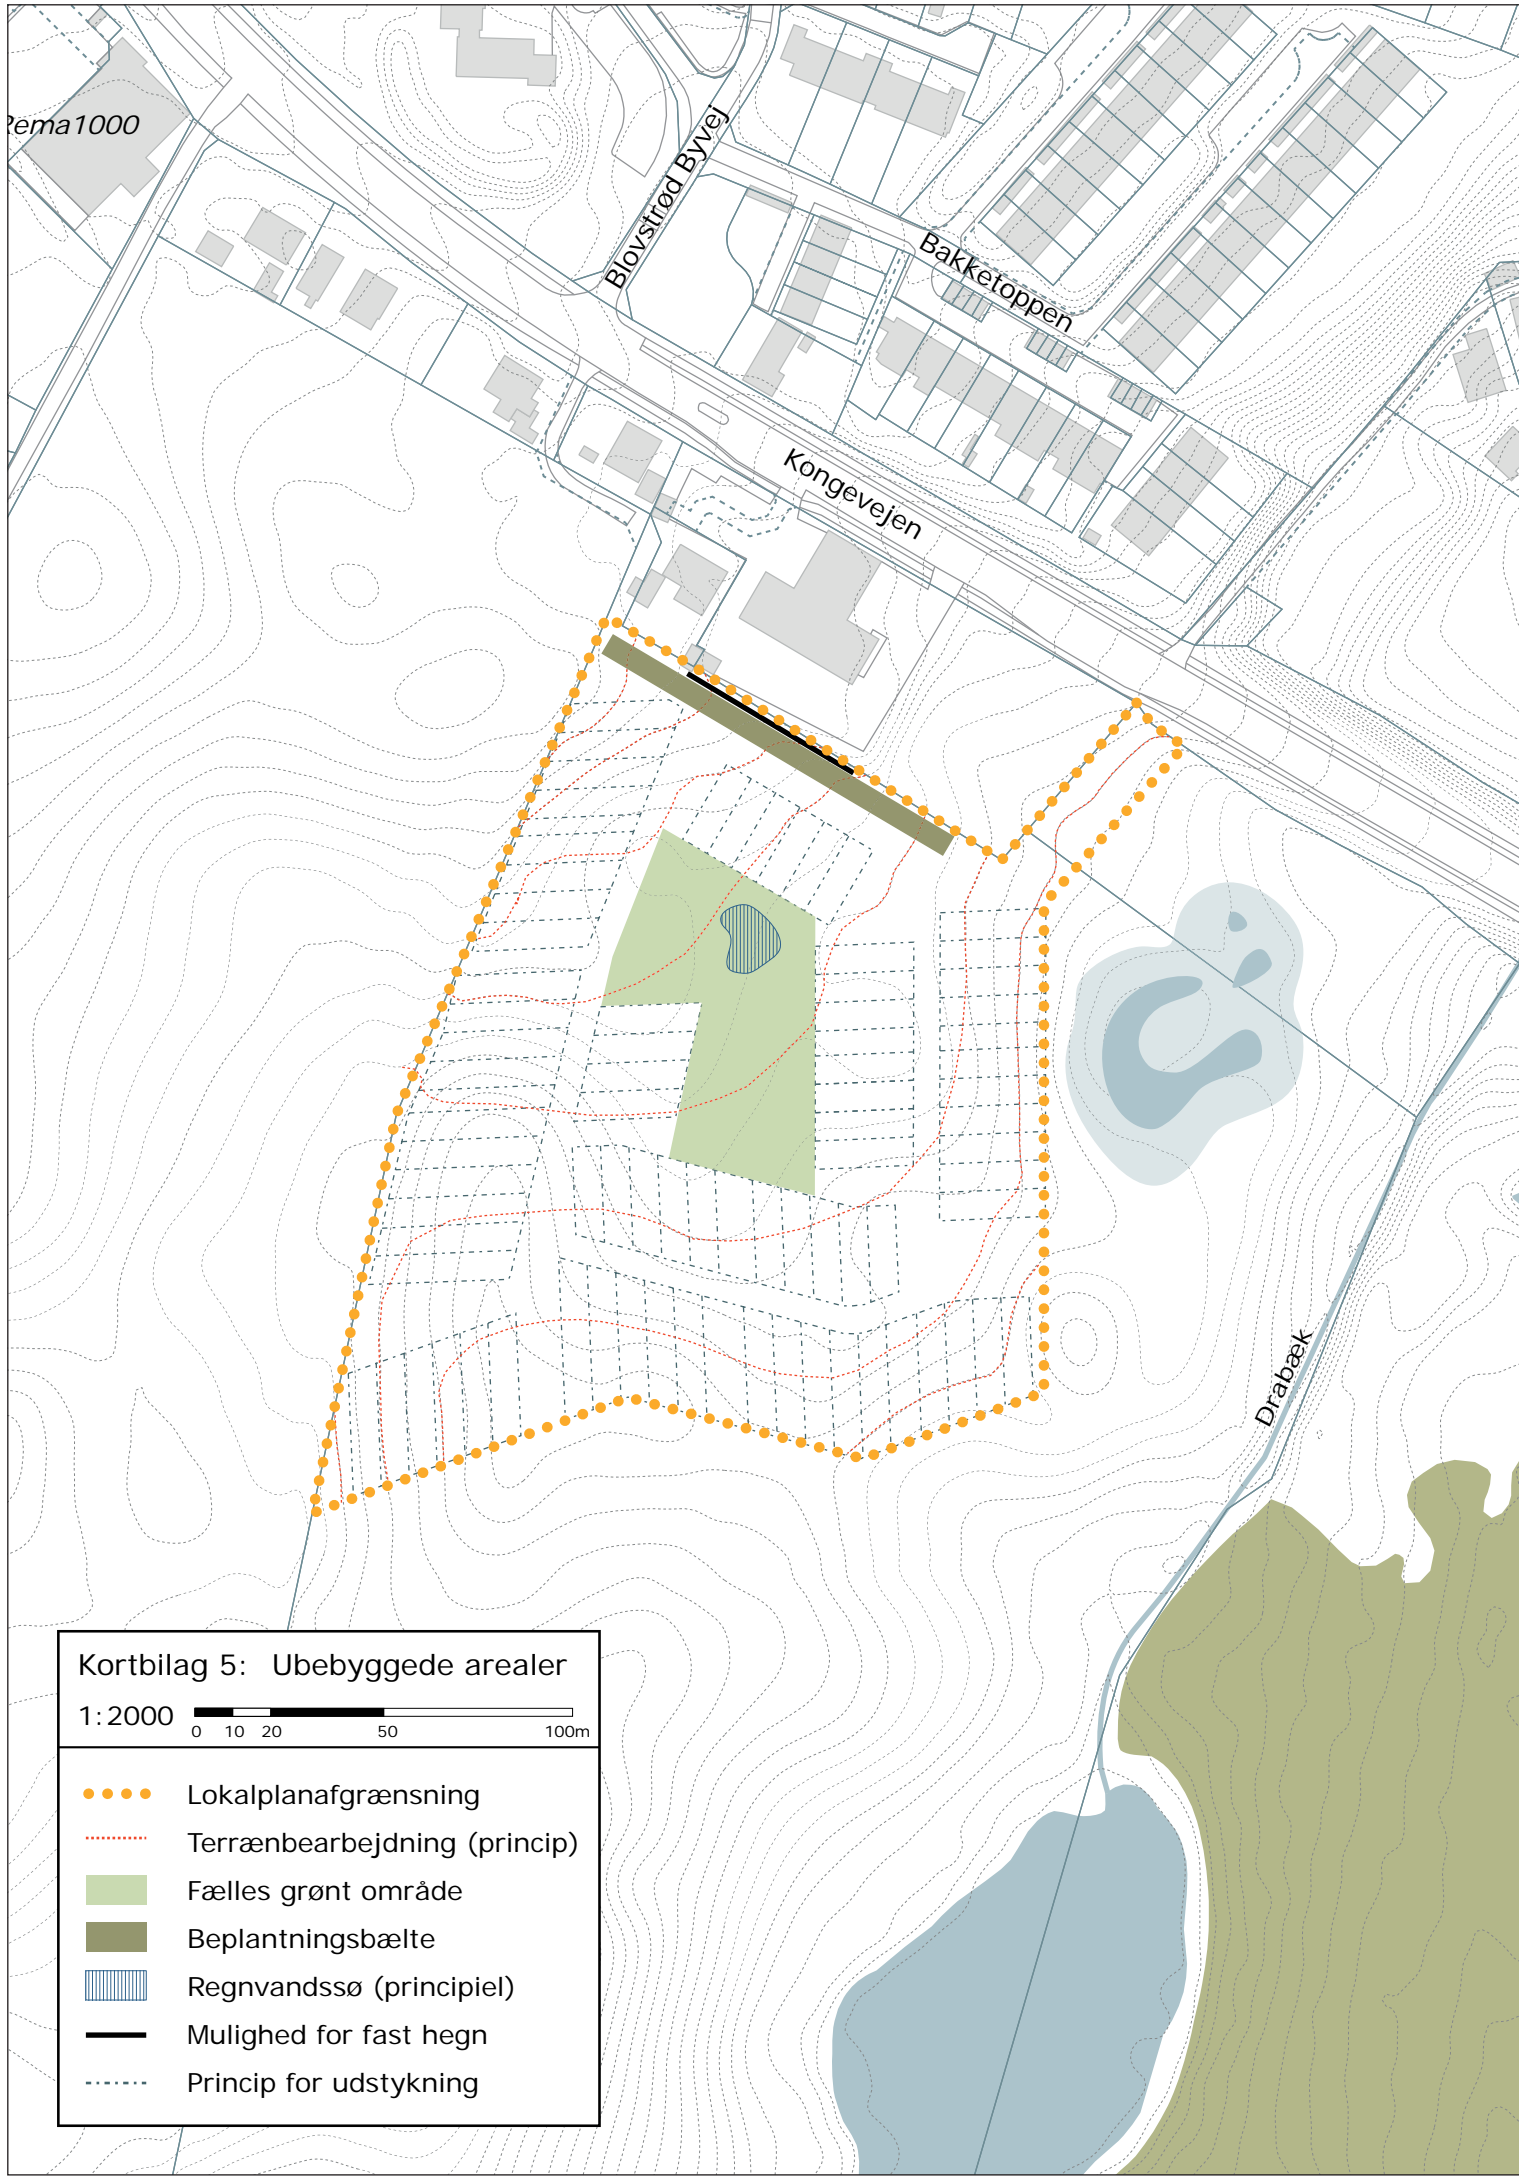 Rema1000
Blovstrød Byvej
Bakketoppen
Kongevejen
Drabæk
Kortbilag 5: Ubebyggede arealer
1:2000
0 10 20 50 100m
Lokalplanafgrænsning
Terrænbearbejdning (princip)
Fælles grønt område
Beplantningsbælte
Regnvandssø (principiel)
Mulighed for fast hegn
Princip for udstykning